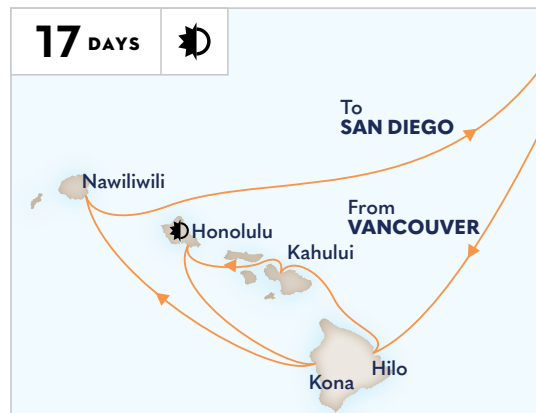 17 DAYS
To
SAN DIEGO
Nawiliwili
From
VANCOUVER
Honolulu
Kahului
Hilo
Kona